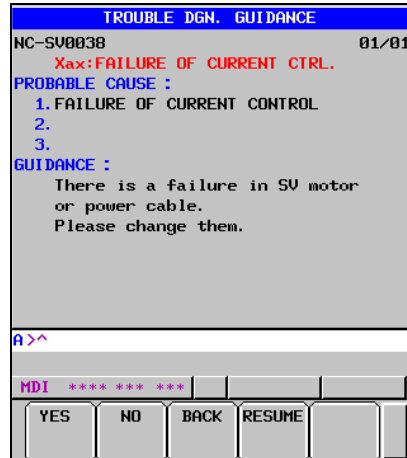 TROUBLE DGN. GUIDANCE
NC-SV0038 01/01
Xax:FAILURE OF CURRENT CTRL.
PROBABLE CAUSE :
1.FAILURE OF CURRENT CONTROL
2.
3.
GUIDANCE :
There is a failure in SV motor
or power cable.
Please change them.
A>^
MDI **** *** ***
YES NO BACK RESUME